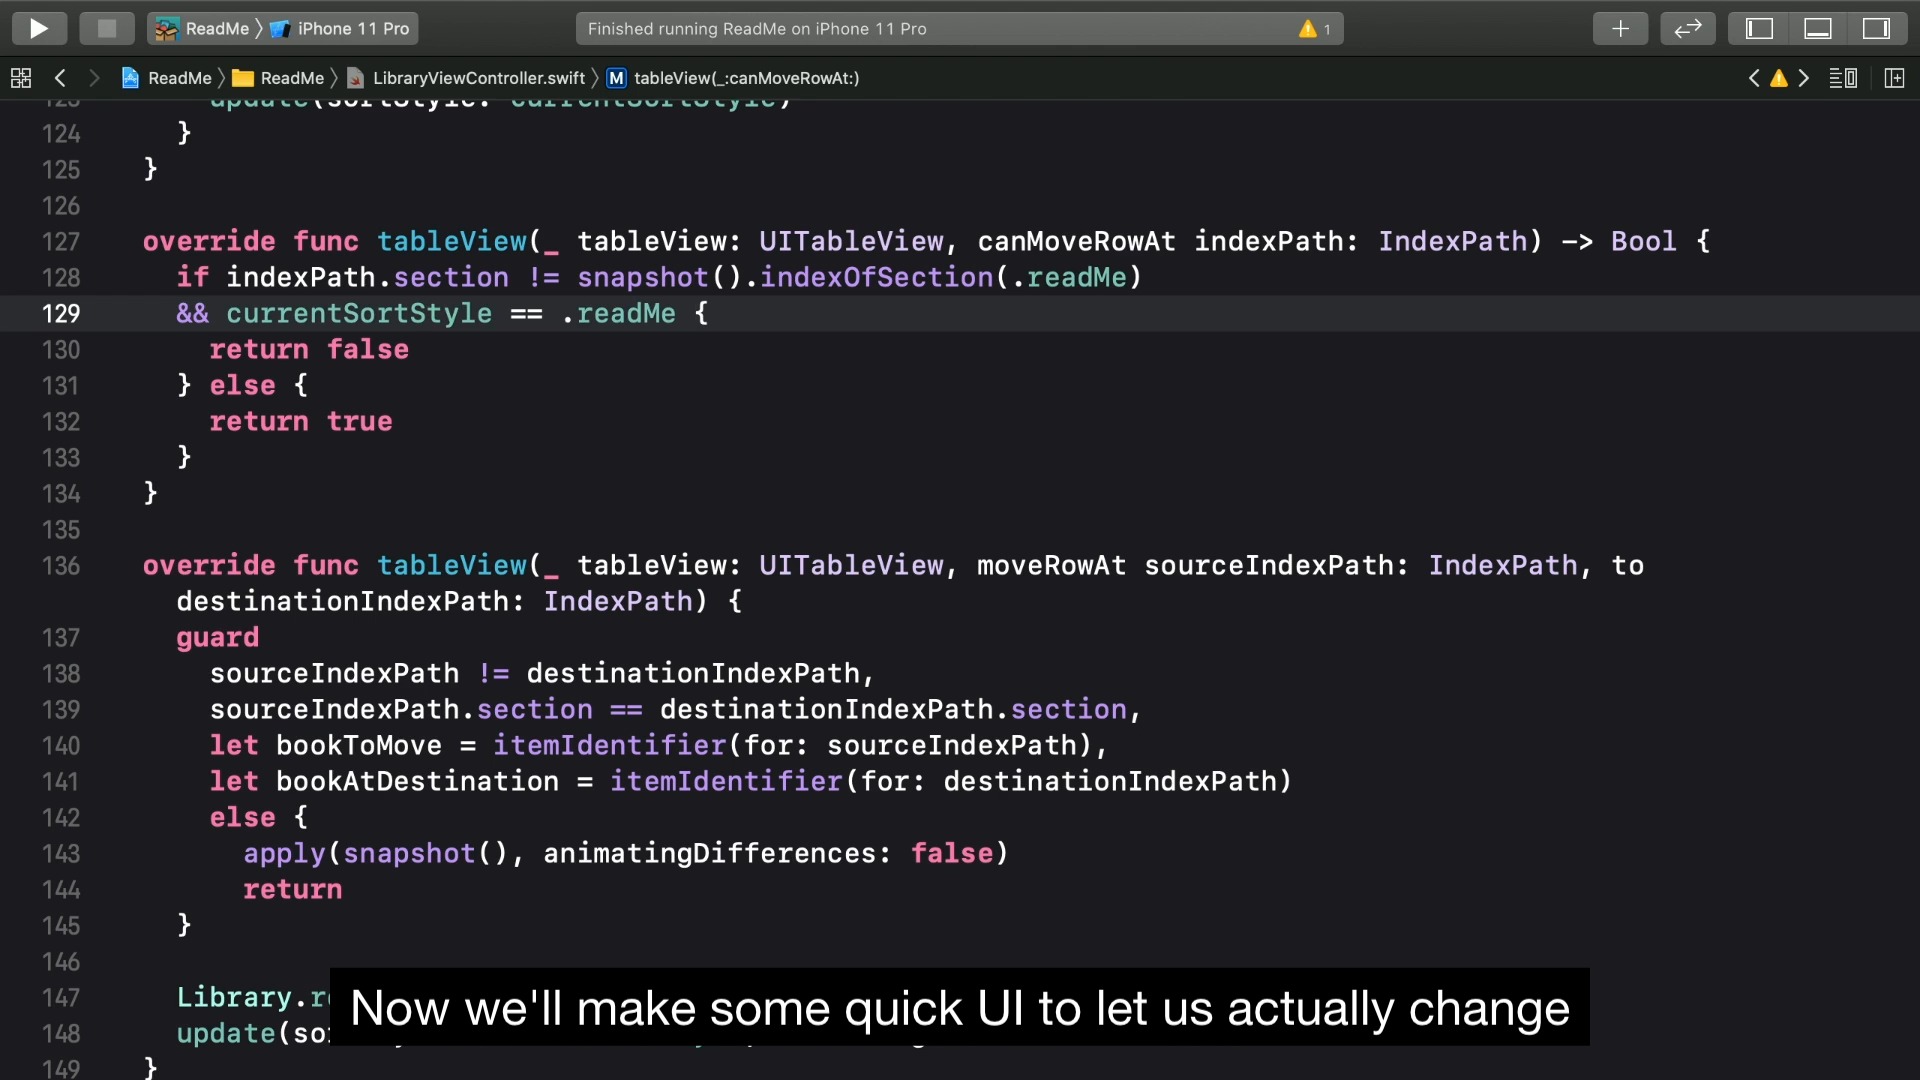 ReadMe 〉 iPhone 11 Pro
Finished running ReadMe on iPhone 11 Pro
1
ReadMe 〉 ReadMe 〉 LibraryViewController.swift 〉 M tableView(_:canMoveRowAt:)
123 update(sortStyle: currentSortStyle)
124 }
125 }
126
127 override func tableView(_ tableView: UITableView, canMoveRowAt indexPath: IndexPath) -> Bool {
128 if indexPath.section != snapshot().indexOfSection(.readMe)
129 && currentSortStyle == .readMe {
130 return false
131 } else {
132 return true
133 }
134 }
135
136 override func tableView(_ tableView: UITableView, moveRowAt sourceIndexPath: IndexPath, to
destinationIndexPath: IndexPath) {
137 guard
138 sourceIndexPath != destinationIndexPath,
139 sourceIndexPath.section == destinationIndexPath.section,
140 let bookToMove = itemIdentifier(for: sourceIndexPath),
141 let bookAtDestination = itemIdentifier(for: destinationIndexPath)
142 else {
143 apply(snapshot(), animatingDifferences: false)
144 return
145 }
146
147 Library.r
148 update(so
149 }
Now we'll make some quick UI to let us actually change